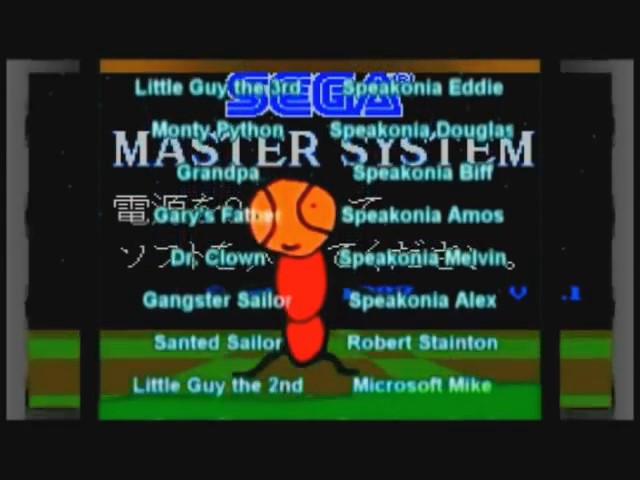 SEGA®
MASTER SYSTEM
Little Guy the 3rd Speakonia Eddie
Monty Python Speakonia Douglas
Grandpa Speakonia Biff
電源を
Gary's Father Speakonia Amos
ソフトを てください。
Dr. Clown Speakonia Melvin
Gangster Sailor Speakonia Alex
Santed Sailor Robert Stainton
Little Guy the 2nd Microsoft Mike